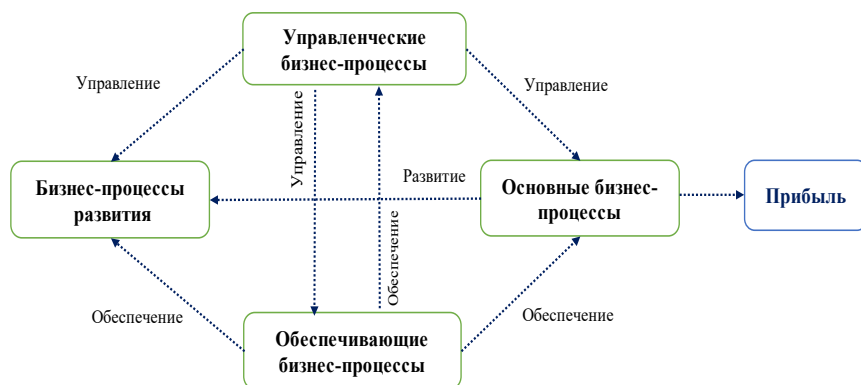 Управленческие
бизнес-процессы
Управление
Управление
Управление
Бизнес-процессы
развития
Развитие
Основные бизнес-
процессы
Прибыль
Обеспечение
Обеспечение
Обеспечение
Обеспечивающие
бизнес-процессы